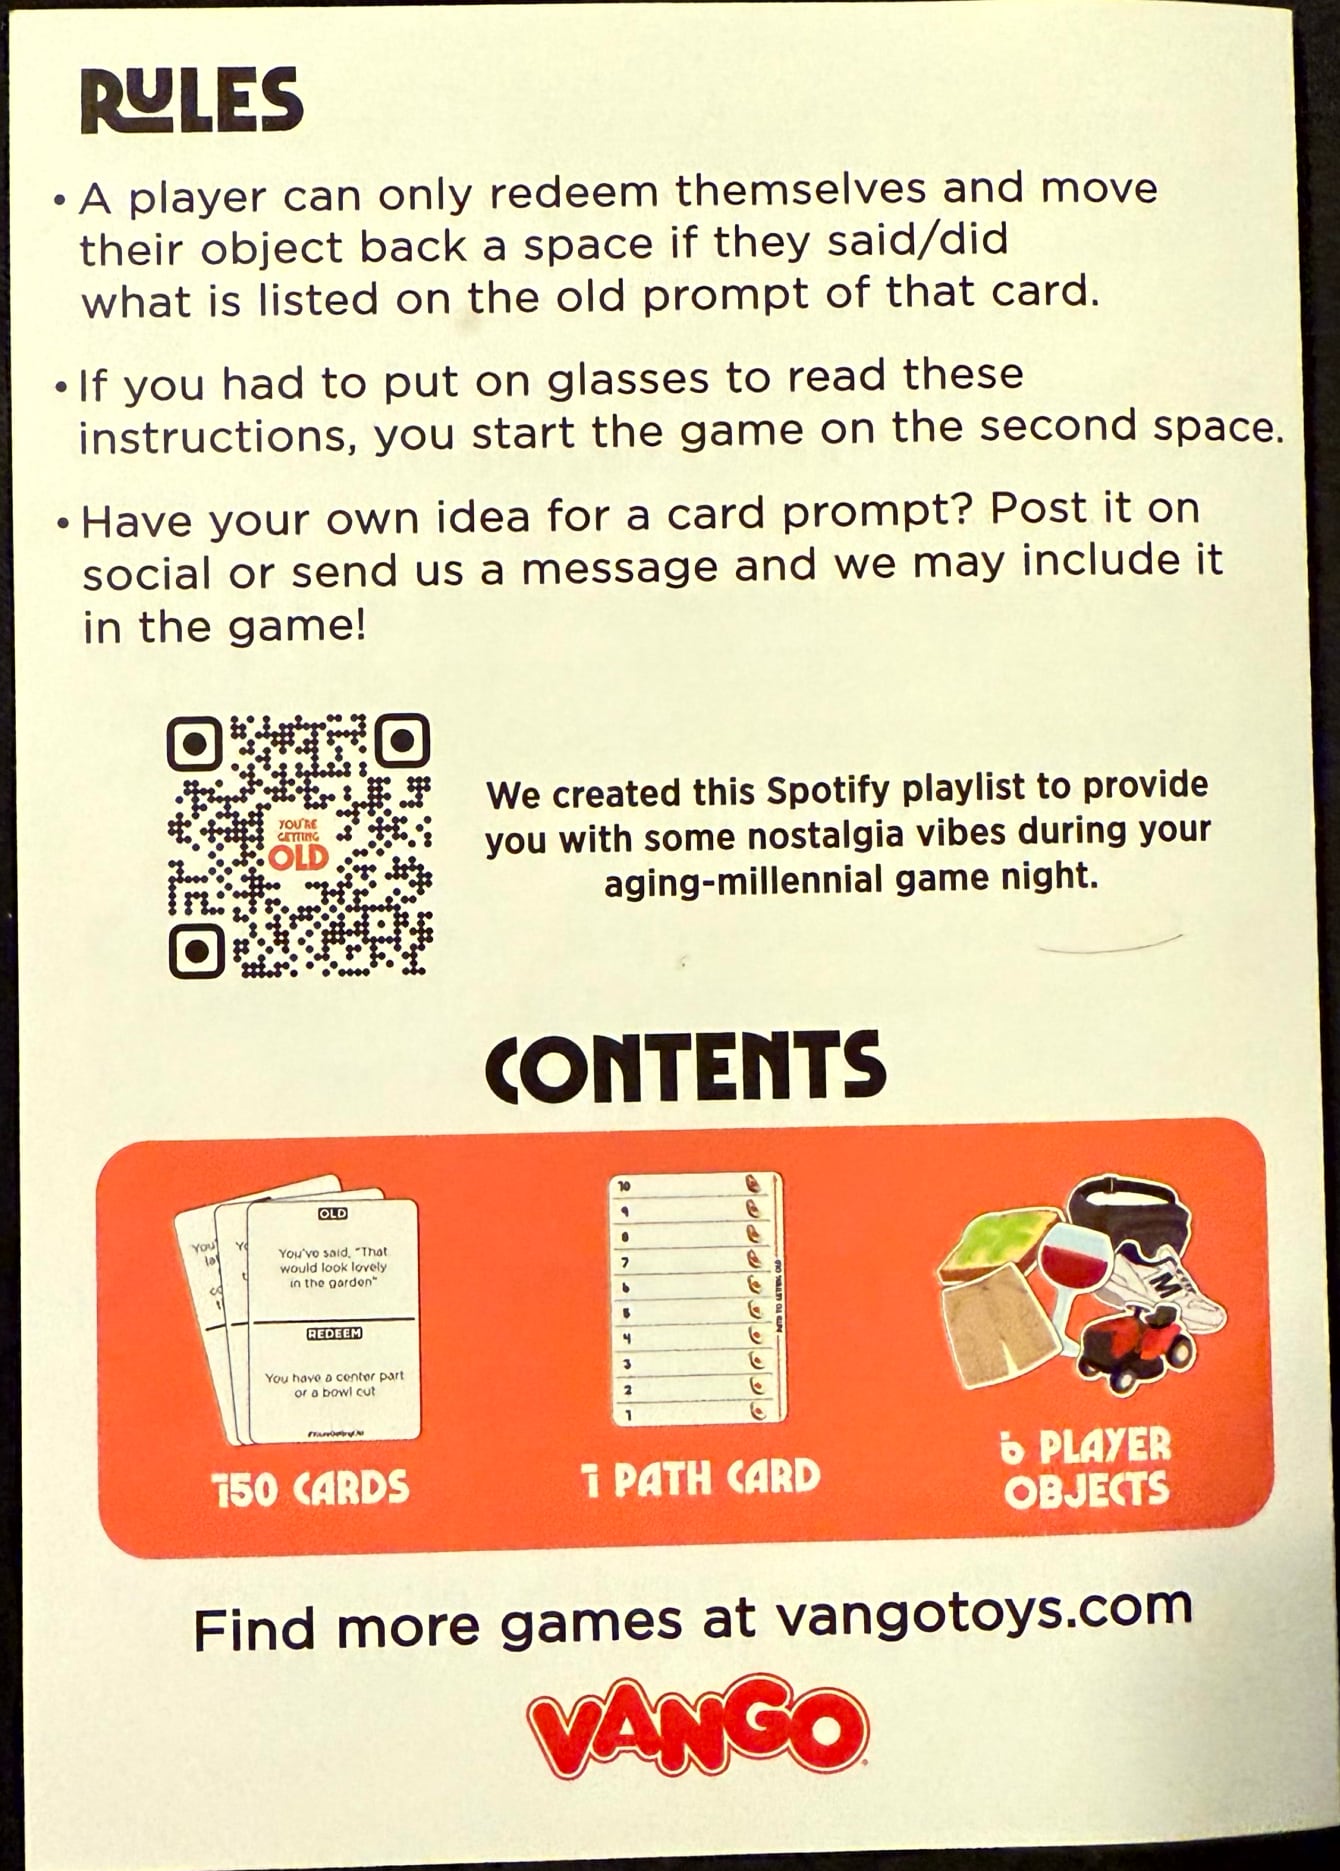 RULES
• A player can only redeem themselves and move
their object back a space if they said/did
what is listed on the old prompt of that card.
• If you had to put on glasses to read these
instructions, you start the game on the second space.
• Have your own idea for a card prompt? Post it on
social or send us a message and we may include it
in the game!
YOU'RE
GETTING
OLD
We created this Spotify playlist to provide
you with some nostalgia vibes during your
aging-millennial game night.
CONTENTS
OLD
You've said, "That
would look lovely
in the garden"
REDEEM
You have a center part
or a bowl cut
150 CARDS
10
9
8
7
6
5
4
3
2
1
PATH TO GETTING OLD
1 PATH CARD
M
6 PLAYER
OBJECTS
Find more games at vangotoys.com
VANGO